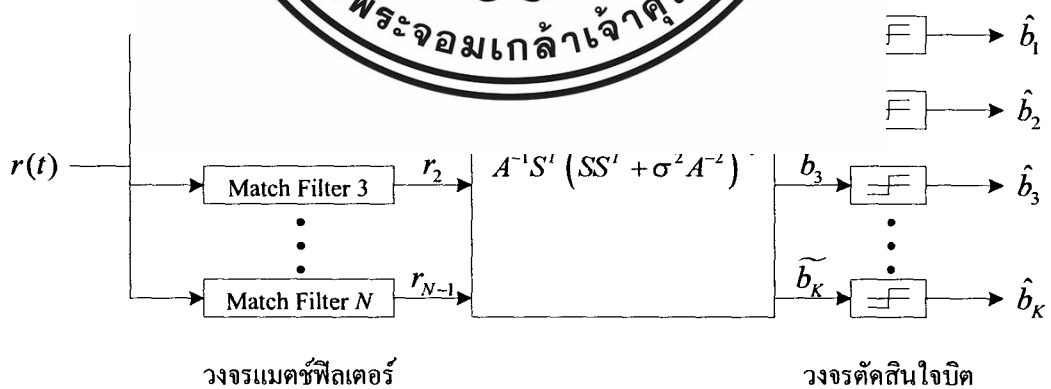 พระจอมเกล้าเจ้าคุ
b̂₁
b̂₂
r(t)
Match Filter 3
r₂
A⁻¹Sᵀ (SSᵀ + σ²A⁻²)
b₃
b̂₃
Match Filter N
r_{N-1}
b̃_K
b̂_K
วงจรแมตช์ฟีลเตอร์
วงจรตัดสินใจบิต